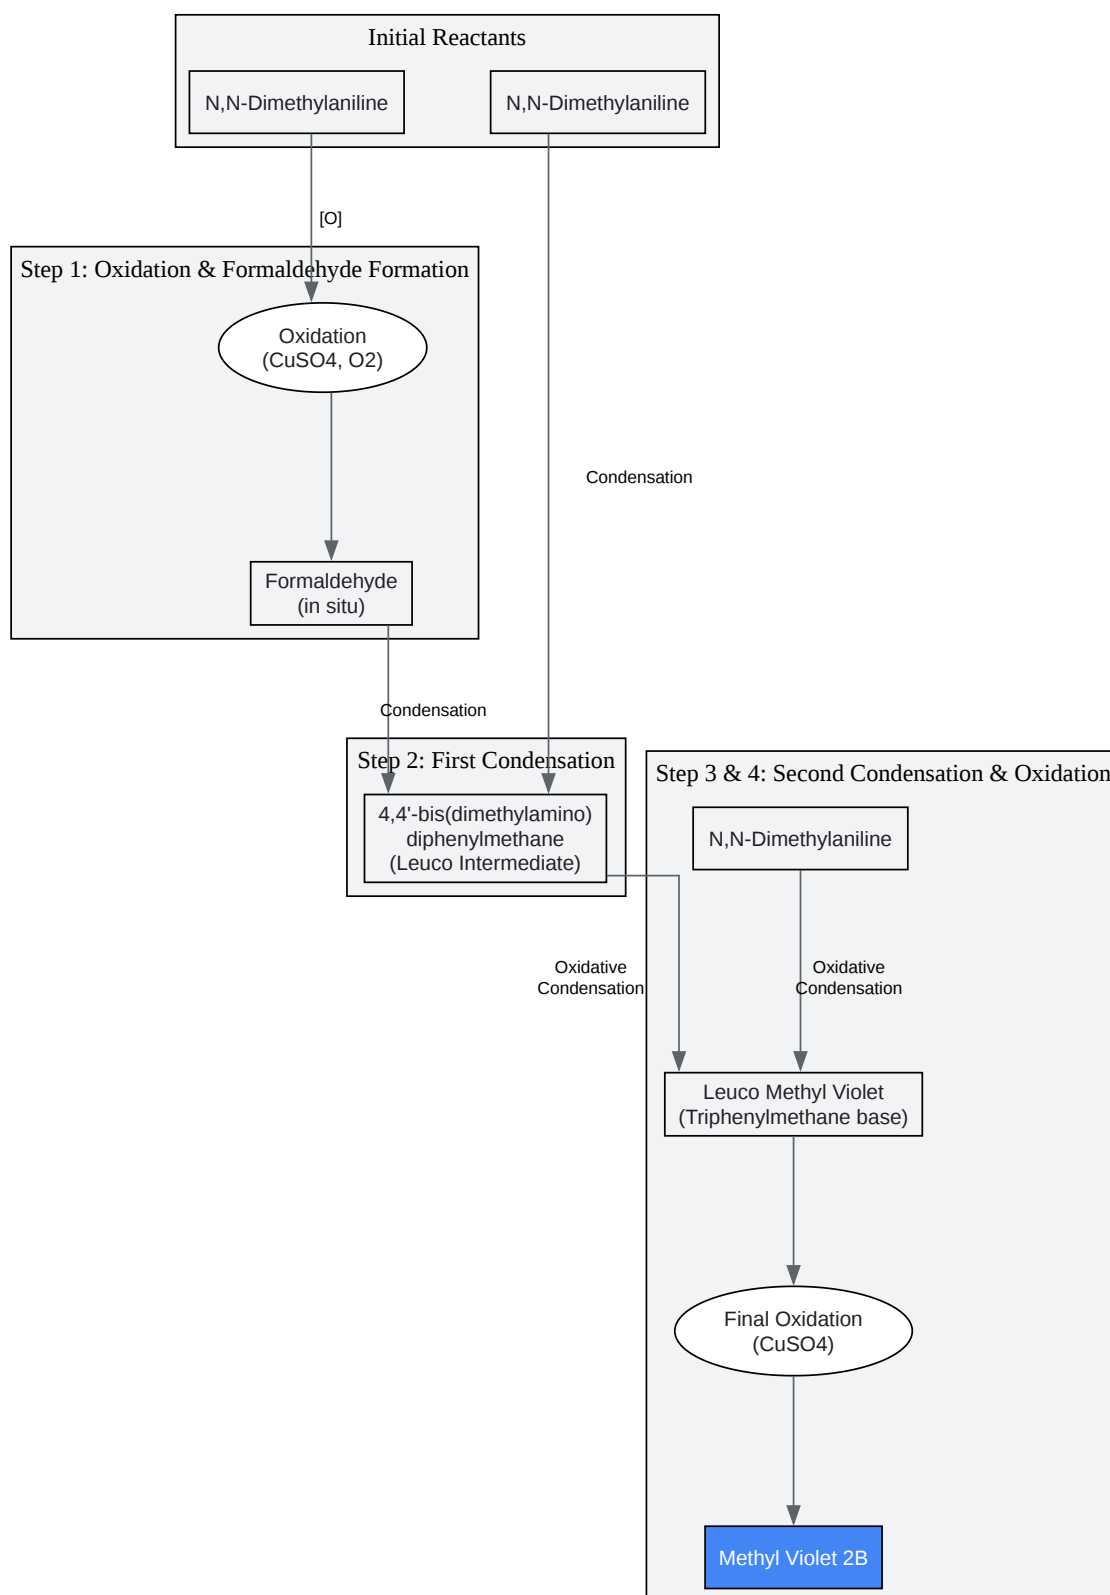 Initial Reactants
N,N-Dimethylaniline
N,N-Dimethylaniline
[O]
Step 1: Oxidation & Formaldehyde Formation
Oxidation
(CuSO4, O2)
Condensation
Formaldehyde
(in situ)
Condensation
Step 2: First Condensation
4,4'-bis(dimethylamino)
diphenylmethane
(Leuco Intermediate)
Step 3 & 4: Second Condensation & Oxidation
N,N-Dimethylaniline
Oxidative
Condensation
Oxidative
Condensation
Leuco Methyl Violet
(Triphenylmethane base)
Final Oxidation
(CuSO4)
Methyl Violet 2B